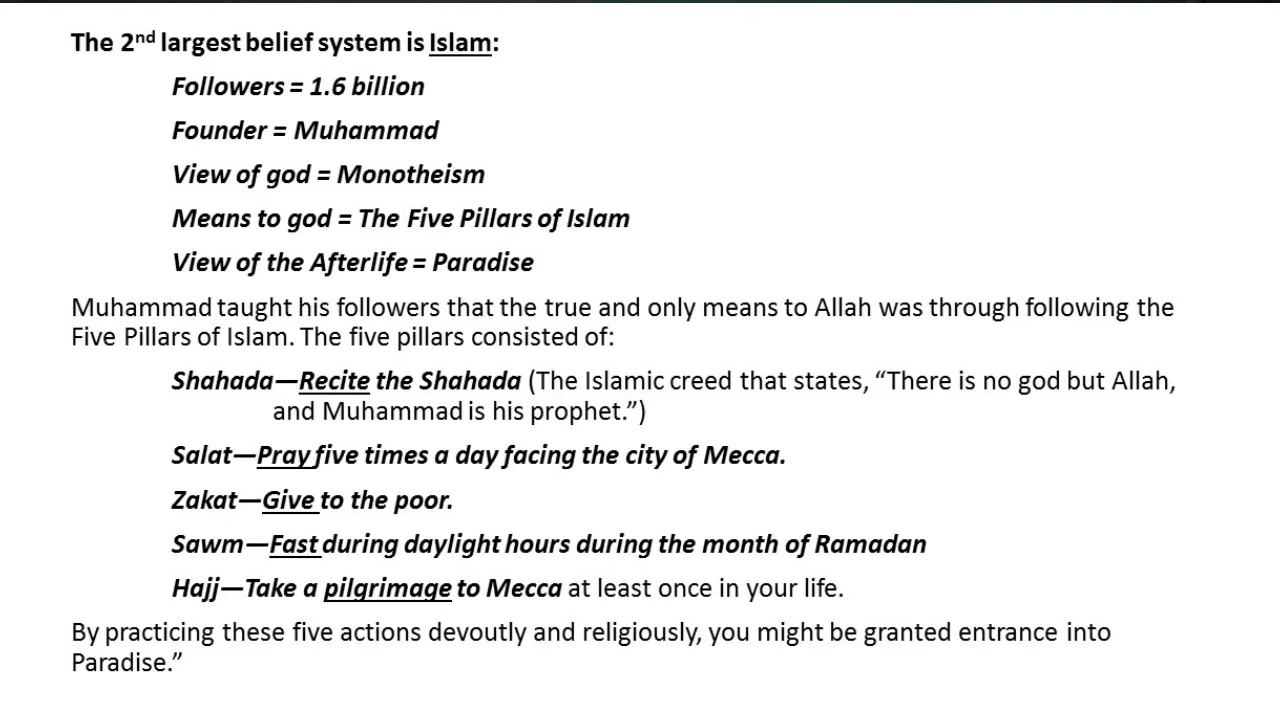 The 2nd largest belief system is Islam:
Followers = 1.6 billion
Founder = Muhammad
View of god = Monotheism
Means to god = The Five Pillars of Islam
View of the Afterlife = Paradise
Muhammad taught his followers that the true and only means to Allah was through following the
Five Pillars of Islam. The five pillars consisted of:
Shahada—Recite the Shahada (The Islamic creed that states, “There is no god but Allah,
and Muhammad is his prophet.”)
Salat—Pray five times a day facing the city of Mecca.
Zakat—Give to the poor.
Sawm—Fast during daylight hours during the month of Ramadan
Hajj—Take a pilgrimage to Mecca at least once in your life.
By practicing these five actions devoutly and religiously, you might be granted entrance into
Paradise.”